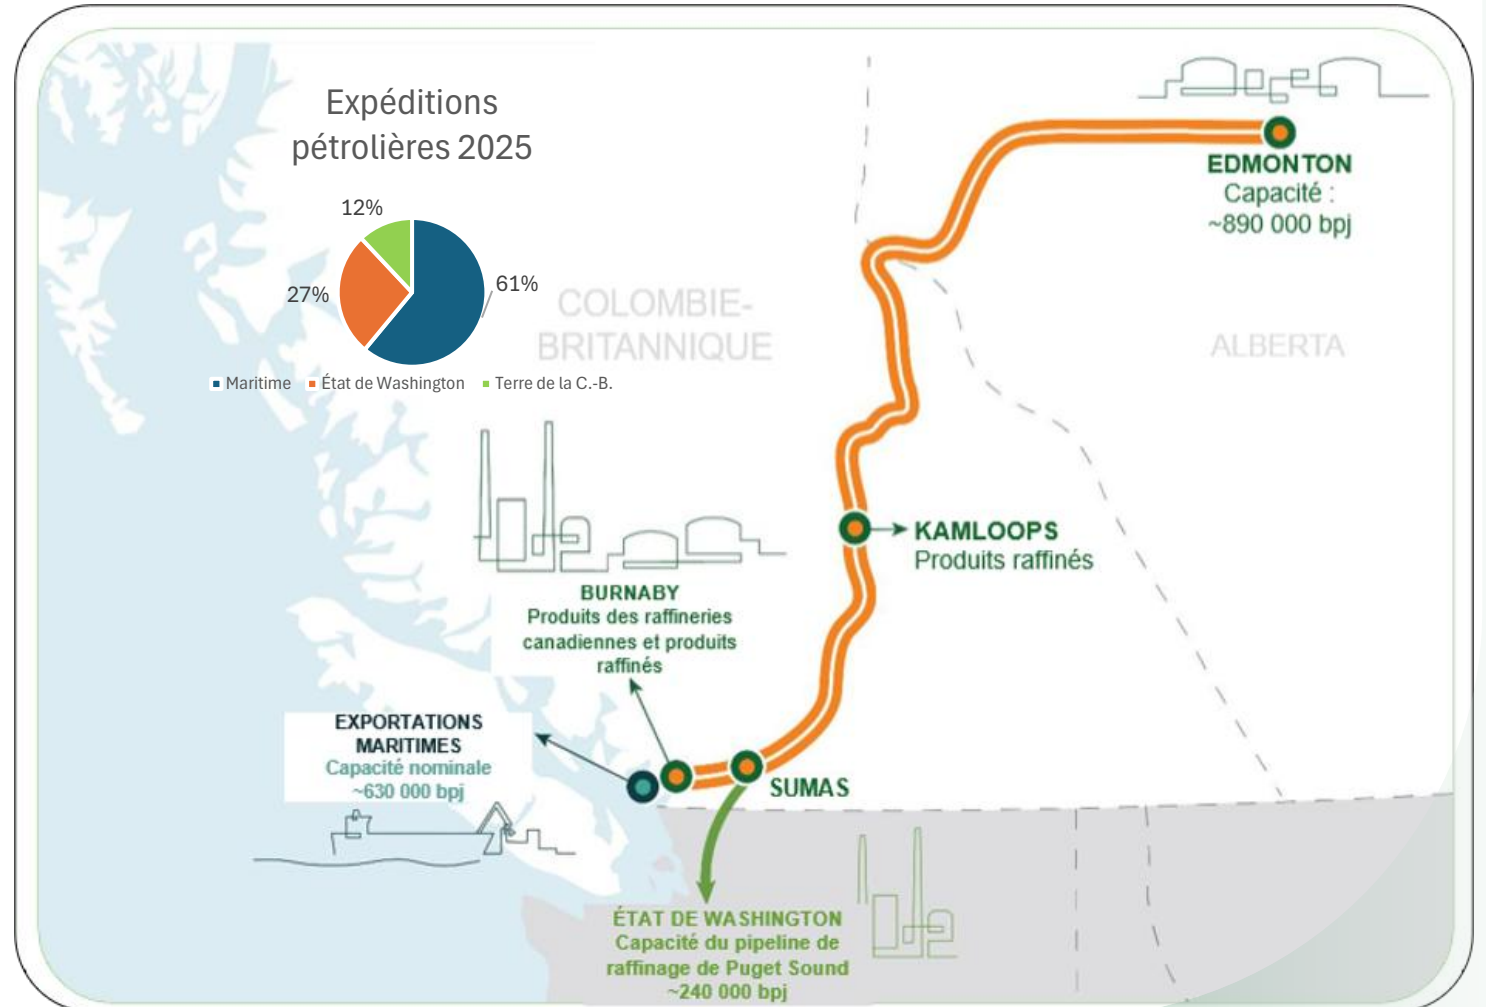 Expéditions
pétrolières 2025
12%
27%
61%
Maritime
État de Washington
Terre de la C.-B.
COLOMBIE-
BRITANNIQUE
ALBERTA
EDMONTON
Capacité :
~890 000 bpj
KAMLOOPS
Produits raffinés
BURNABY
Produits des raffineries
canadiennes et produits
raffinés
EXPORTATIONS
MARITIMES
Capacité nominale
~630 000 bpj
SUMAS
ÉTAT DE WASHINGTON
Capacité du pipeline de
raffinage de Puget Sound
~240 000 bpj